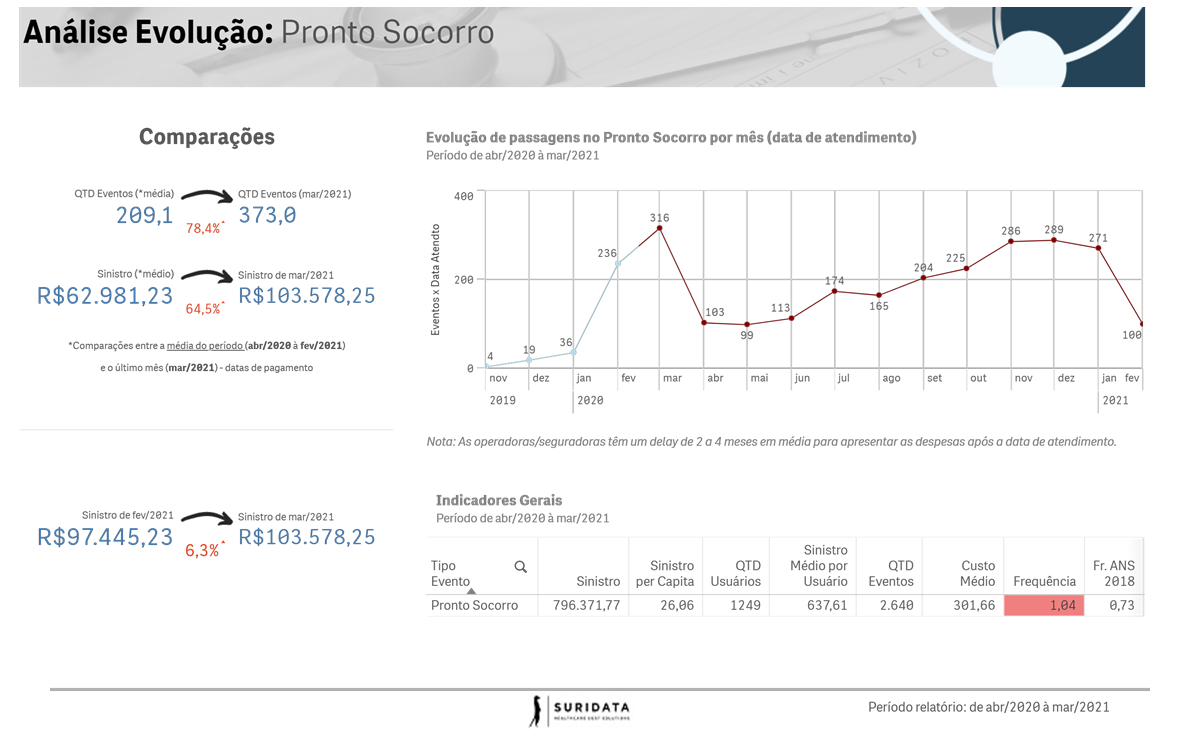 Análise Evolução: Pronto Socorro
Comparações
QTD Eventos (*média)
209,1
78,4%
QTD Eventos (mar/2021)
373,0
Sinistro (*médio)
R$62.981,23
64,5%
Sinistro de mar/2021
R$103.578,25
*Comparações entre a média do período (abr/2020 à fev/2021)
e o último mês (mar/2021) - datas de pagamento
Sinistro de fev/2021
R$97.445,23
6,3%
Sinistro de mar/2021
R$103.578,25
Evolução de passagens no Pronto Socorro por mês (data de atendimento)
Período de abr/2020 à mar/2021
Eventos x Data Atendto
400
200
0
4
19
36
236
316
103
99
113
174
165
204
225
286
289
271
100
nov dez jan fev mar abr mai jun jul ago set out nov dez jan fev
2019 2020 2021
Nota: As operadoras/seguradoras têm um delay de 2 a 4 meses em média para apresentar as despesas após a data de atendimento.
Indicadores Gerais
Período de abr/2020 à mar/2021
Tipo Evento Sinistro Sinistro per Capita QTD Usuários Sinistro Médio por Usuário QTD Eventos Custo Médio Frequência Fr. ANS 2018
Pronto Socorro 796.371,77 26,06 1249 637,61 2.640 301,66 1,04 0,73
SURIDATA
HEALTHCARE COST SOLUTIONS
Período relatório: de abr/2020 à mar/2021